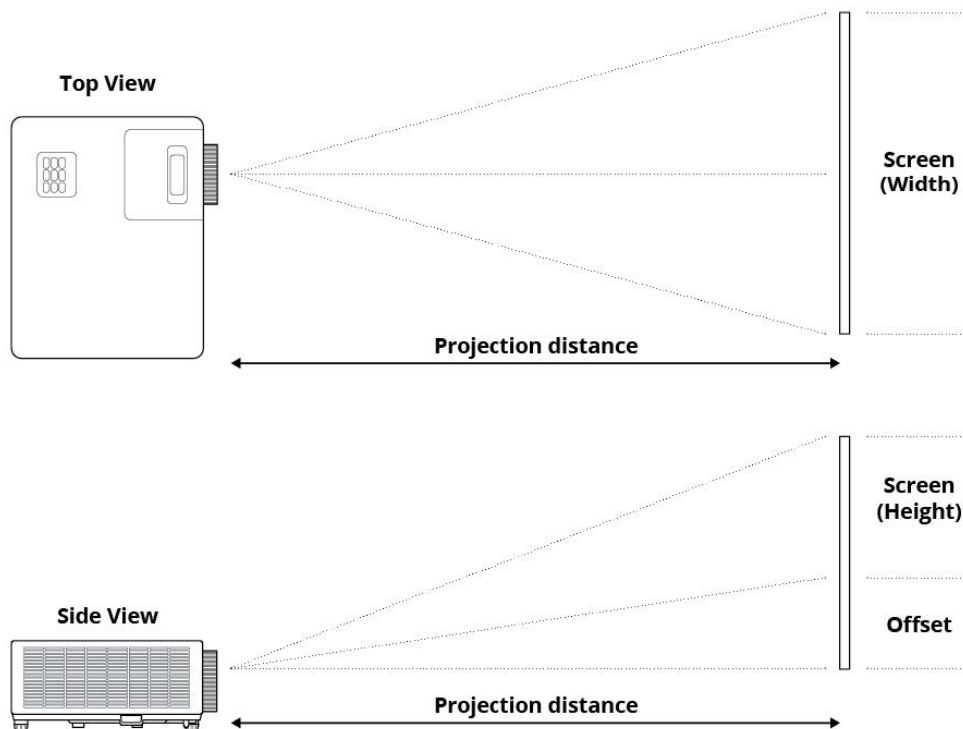 Top View
Screen
(Width)
Projection distance
Screen
(Height)
Side View
Offset
Projection distance